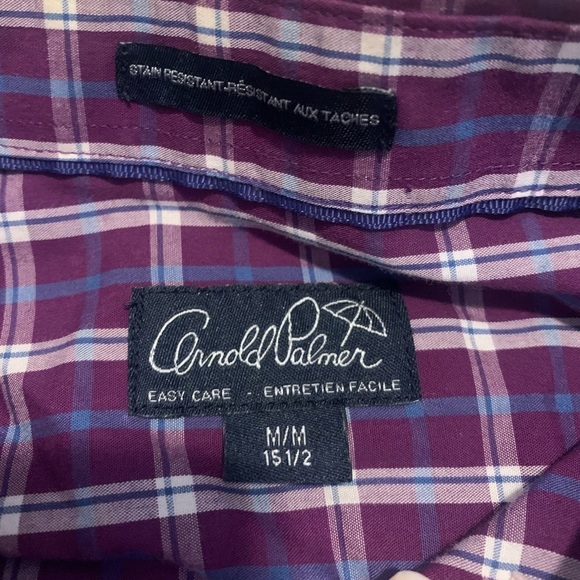 STAIN RESISTANT-RÉSISTANT AUX TACHES
Arnold Palmer
EASY CARE - ENTRETIEN FACILE
M/M
15 1/2